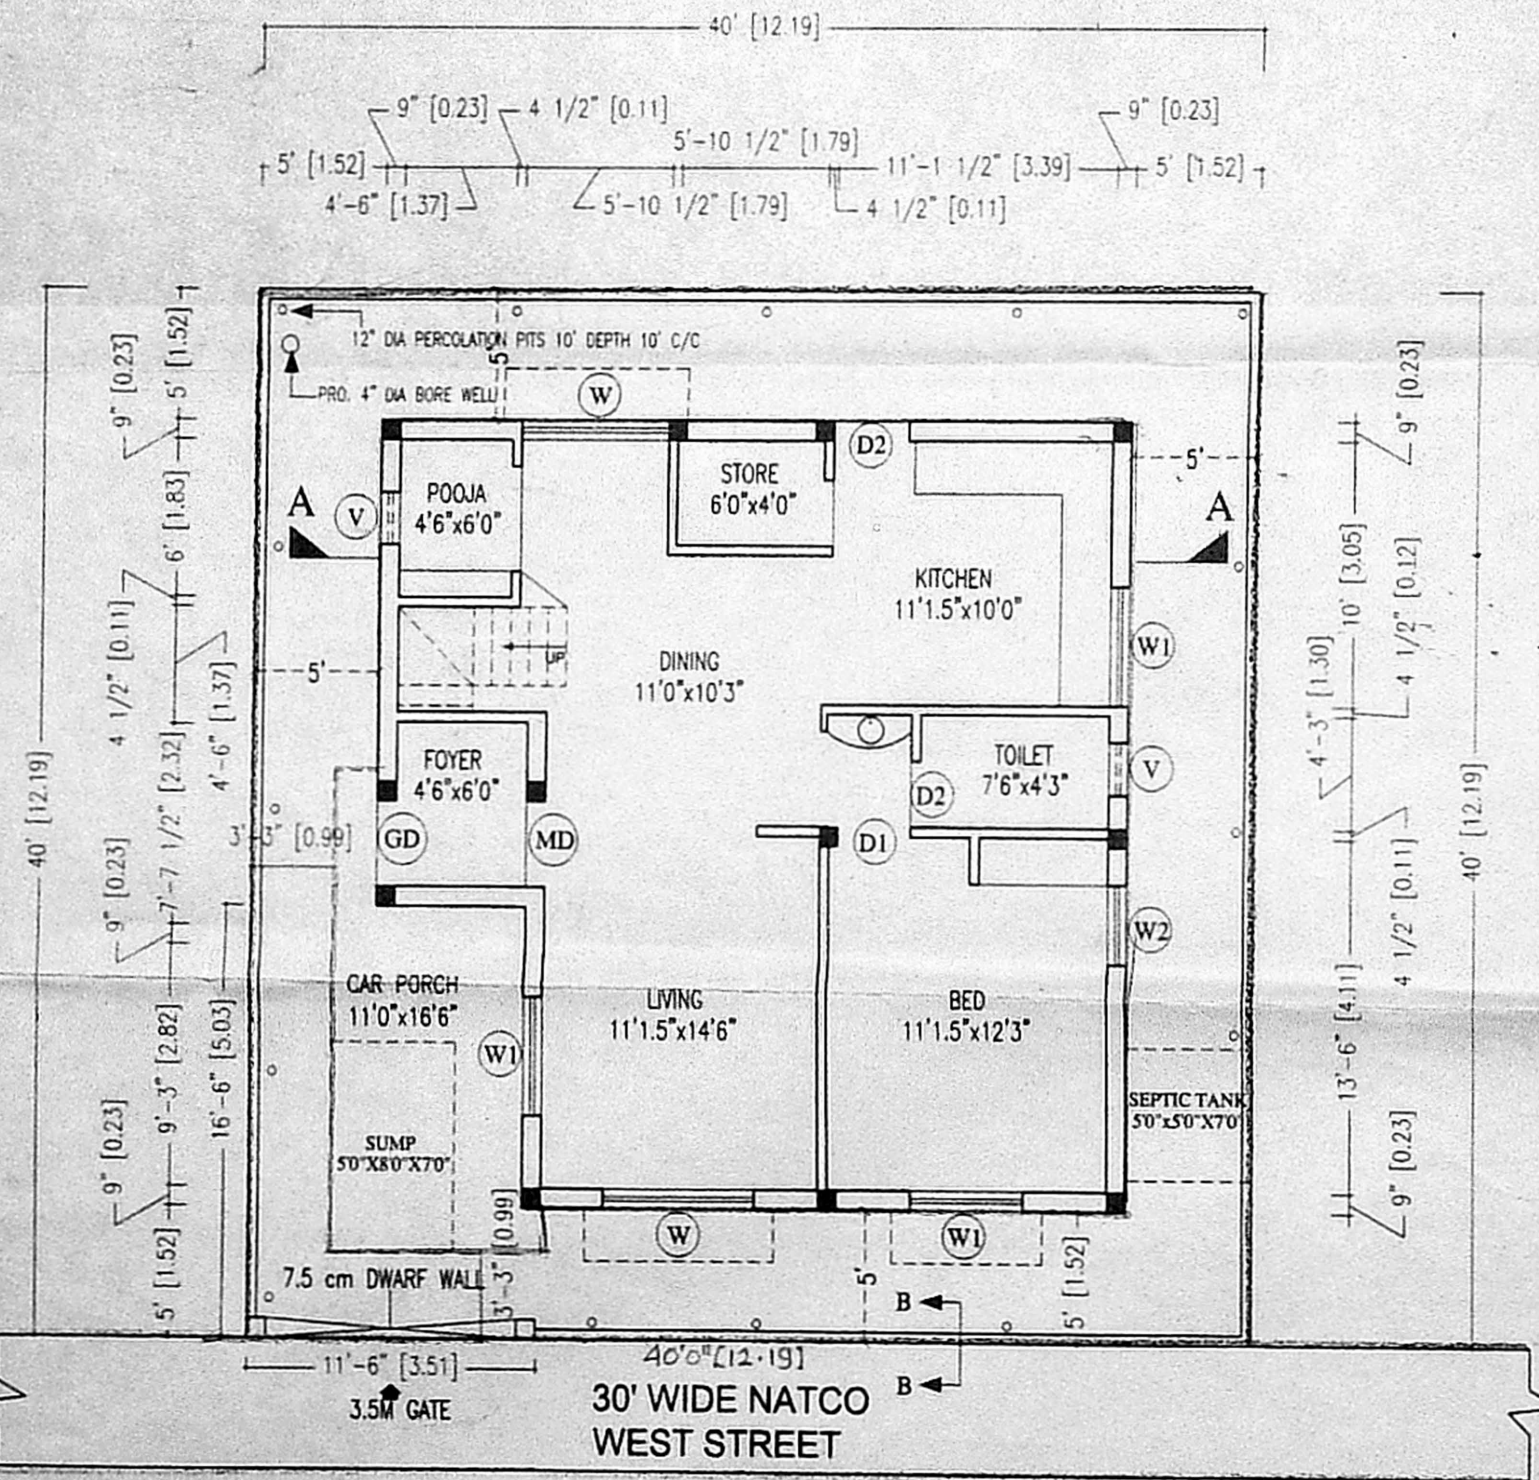 40' [12.19]
9" [0.23]
4 1/2" [0.11]
9" [0.23]
5'-10 1/2" [1.79]
5' [1.52]
11'-1 1/2" [3.39]
5' [1.52]
4'-6" [1.37]
5'-10 1/2" [1.79]
4 1/2" [0.11]
12" DIA PERCOLATION PITS 10' DEPTH 10' C/C
5'
PRO. 4" DIA BORE WELL
W
D2
5'
A
V
POOJA
4'6"x6'0"
STORE
6'0"x4'0"
A
KITCHEN
11'1.5"x10'0"
UP
5'
DINING
11'0"x10'3"
W1
FOYER
4'6"x6'0"
TOILET
7'6"x4'3"
V
D2
3'-3" [0.99]
GD
MD
D1
W2
CAR PORCH
11'0"x16'6"
LIVING
11'1.5"x14'6"
BED
11'1.5"x12'3"
W1
SEPTIC TANK
5'0"x5'0"X7'0"
SUMP
5'0"X8'0"X7'0"
W
W1
3'-3" [0.99]
5'
5' [1.52]
7.5 cm DWARF WALL
B
11'-6" [3.51]
40'0"[12.19]
B
3.5M GATE
30' WIDE NATCO
WEST STREET
40' [12.19]
9" [0.23]
5' [1.52]
6' [1.83]
4 1/2" [0.11]
4'-6" [1.37]
7'-7 1/2" [2.32]
9" [0.23]
9'-3" [2.82]
16'-6" [5.03]
9" [0.23]
5' [1.52]
9" [0.23]
10' [3.05]
4 1/2" [0.12]
4'-3" [1.30]
4 1/2" [0.11]
13'-6" [4.11]
9" [0.23]
40' [12.19]